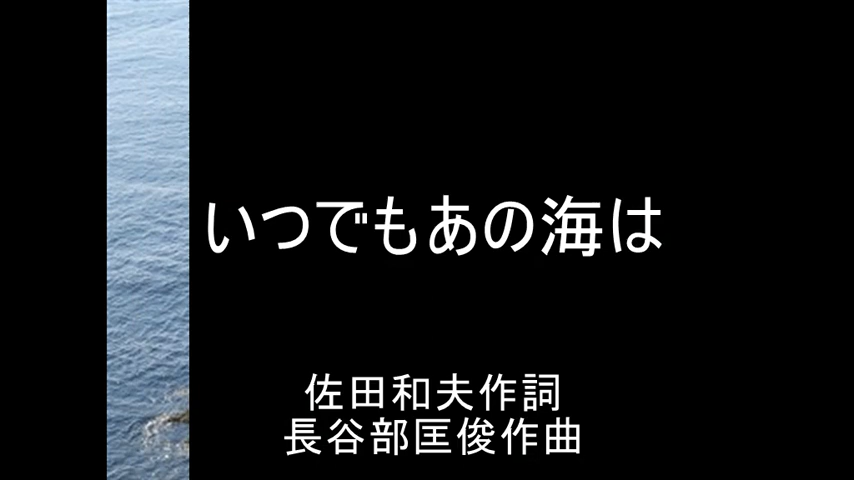 いつでもあの海は
佐田和夫作詞
長谷部匡俊作曲